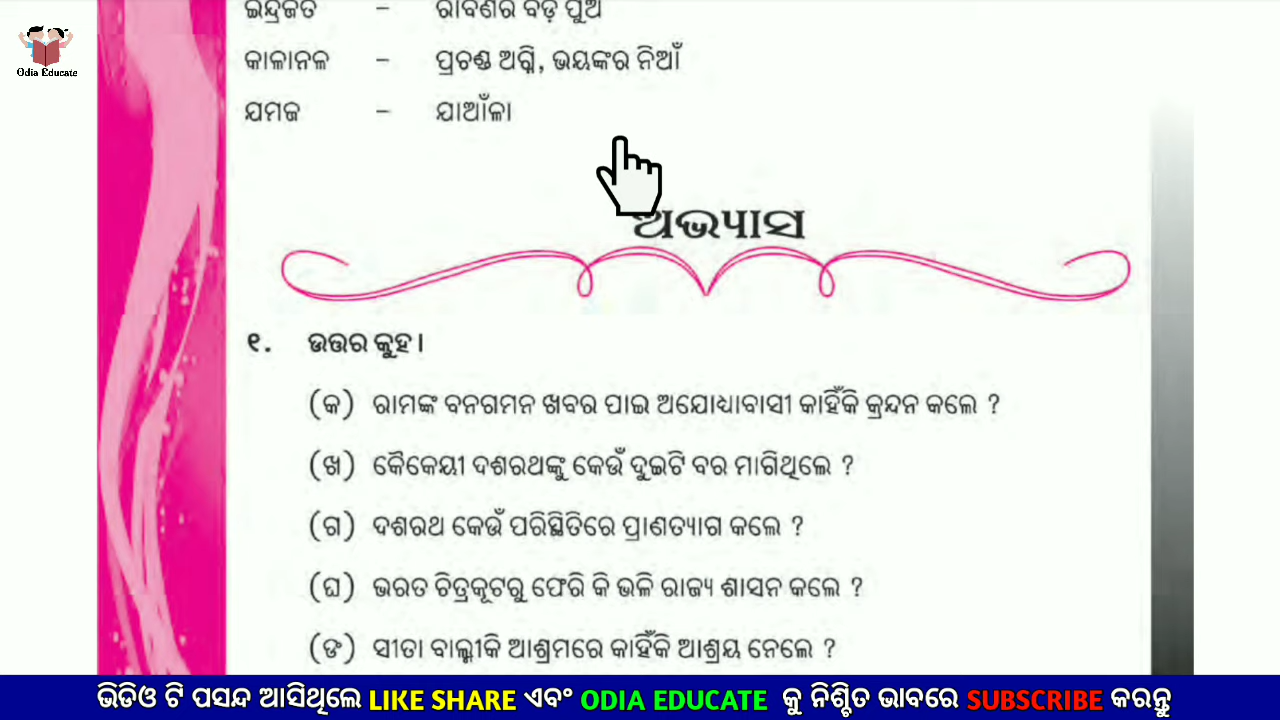 ଇନ୍ଦ୍ରଜିତ – ରାବଣର ବଡ଼ ପୁଅ
Odia Educate
କାଳାନଳ – ପ୍ରଚଣ୍ଡ ଅଗ୍ନି, ଭୟଙ୍କର ନିଆଁ
ଯମଜ – ଯାଆଁଳା
ଅଭ୍ୟାସ
୧. ଉତ୍ତର କୁହ।
(କ) ରାମଙ୍କ ବନଗମନ ଖବର ପାଇ ଅଯୋଧ୍ୟାବାସୀ କାହିଁକି କ୍ରନ୍ଦନ କଲେ ?
(ଖ) କୈକେୟୀ ଦଶରଥଙ୍କୁ କେଉଁ ଦୁଇଟି ବର ମାଗିଥିଲେ ?
(ଗ) ଦଶରଥ କେଉଁ ପରିସ୍ଥିତିରେ ପ୍ରାଣତ୍ୟାଗ କଲେ ?
(ଘ) ଭରତ ଚିତ୍ରକୂଟରୁ ଫେରି କି ଭଳି ରାଜ୍ୟ ଶାସନ କଲେ ?
(ଙ) ସୀତା ବାଲ୍ମୀକି ଆଶ୍ରମରେ କାହିଁକି ଆଶ୍ରୟ ନେଲେ ?
ଭିଡିଓ ଟି ପସନ୍ଦ ଆସିଥିଲେ LIKE SHARE ଏବଂ ODIA EDUCATE କୁ ନିଶ୍ଚିତ ଭାବରେ SUBSCRIBE କରନ୍ତୁ